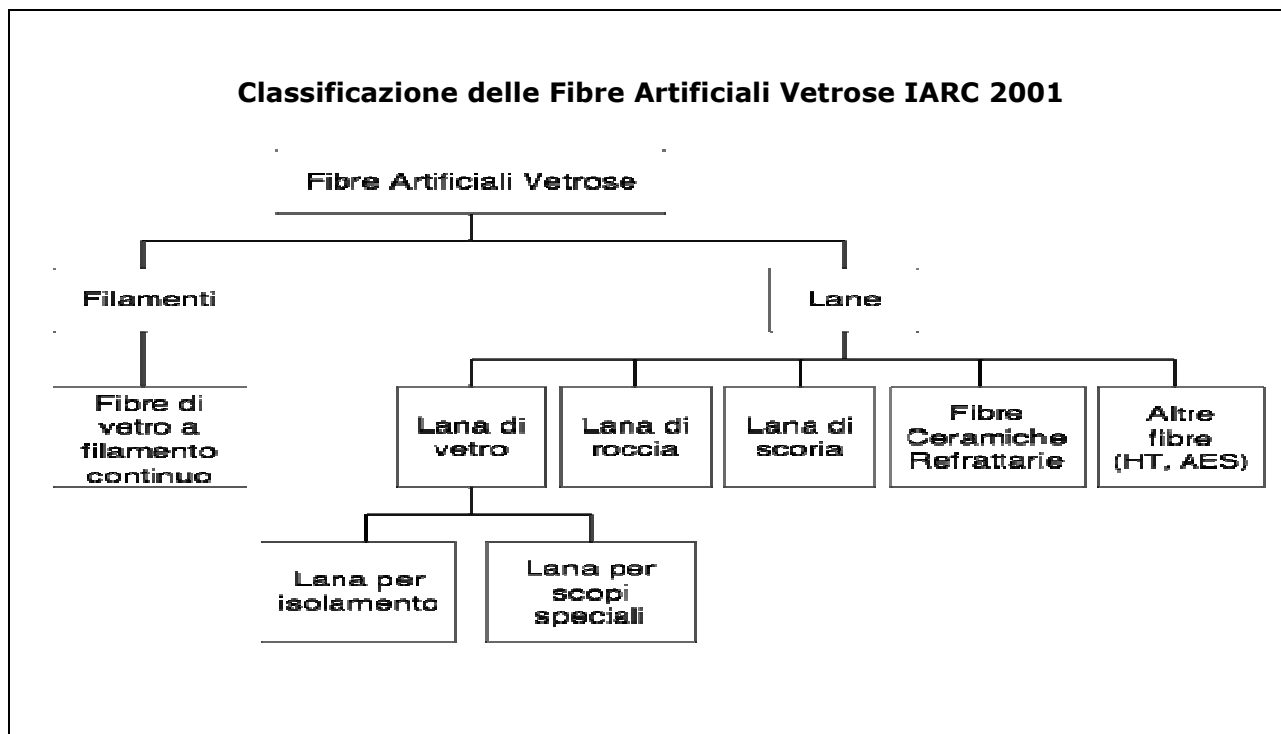 Classificazione delle Fibre Artificiali Vetrose IARC 2001
Fibre Artificiali Vetrose
Filamenti
Lane
Fibre di
vetro a
filamento
continuo
Lana di
vetro
Lana di
roccia
Lana di
scoria
Fibre
Ceramiche
Refrattarie
Altre
fibre
(HT, AES)
Lana per
isolamento
Lana per
scopi
speciali